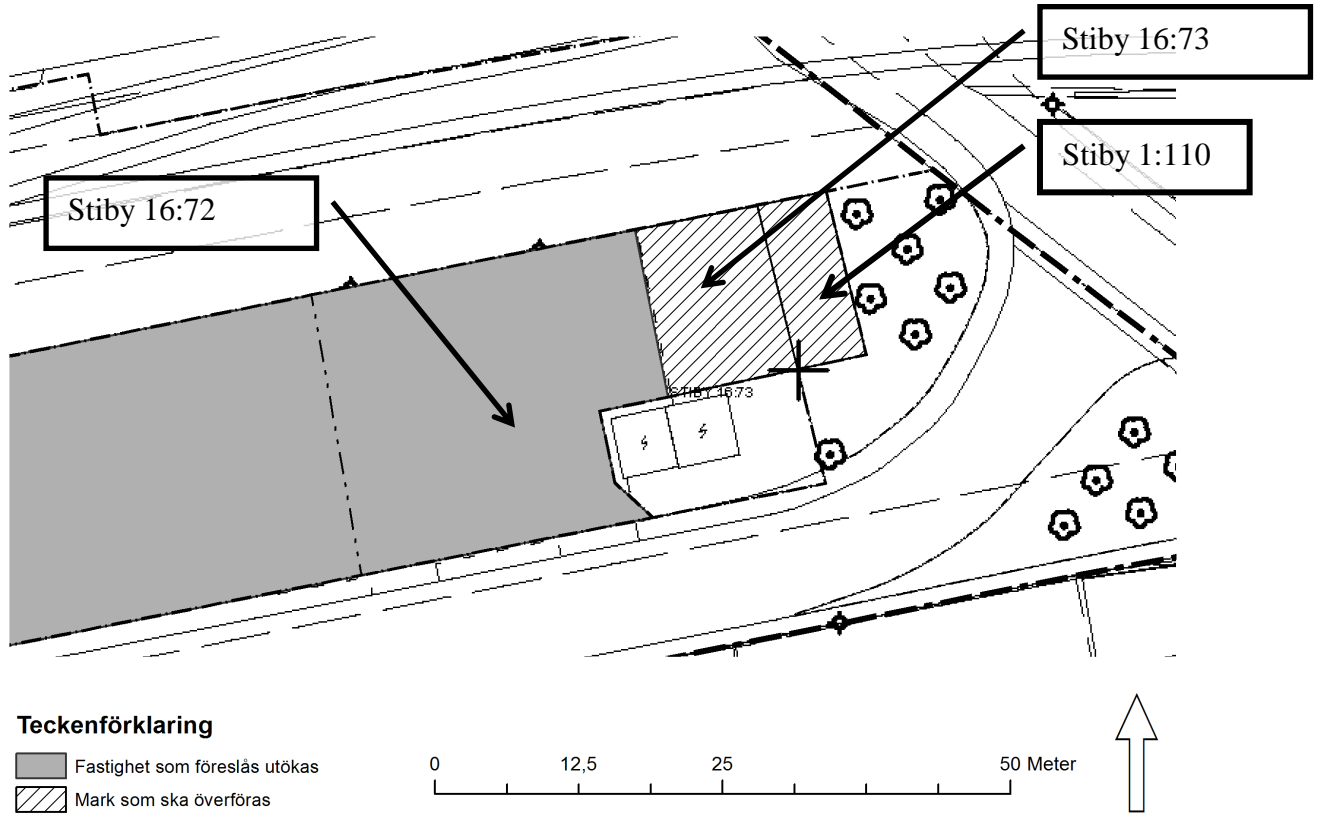 Stiby 16:73
Stiby 1:110
Stiby 16:72
STIBY 16:73
Teckenförklaring
Fastighet som föreslås utökas
Mark som ska överföras
0 12,5 25 50 Meter